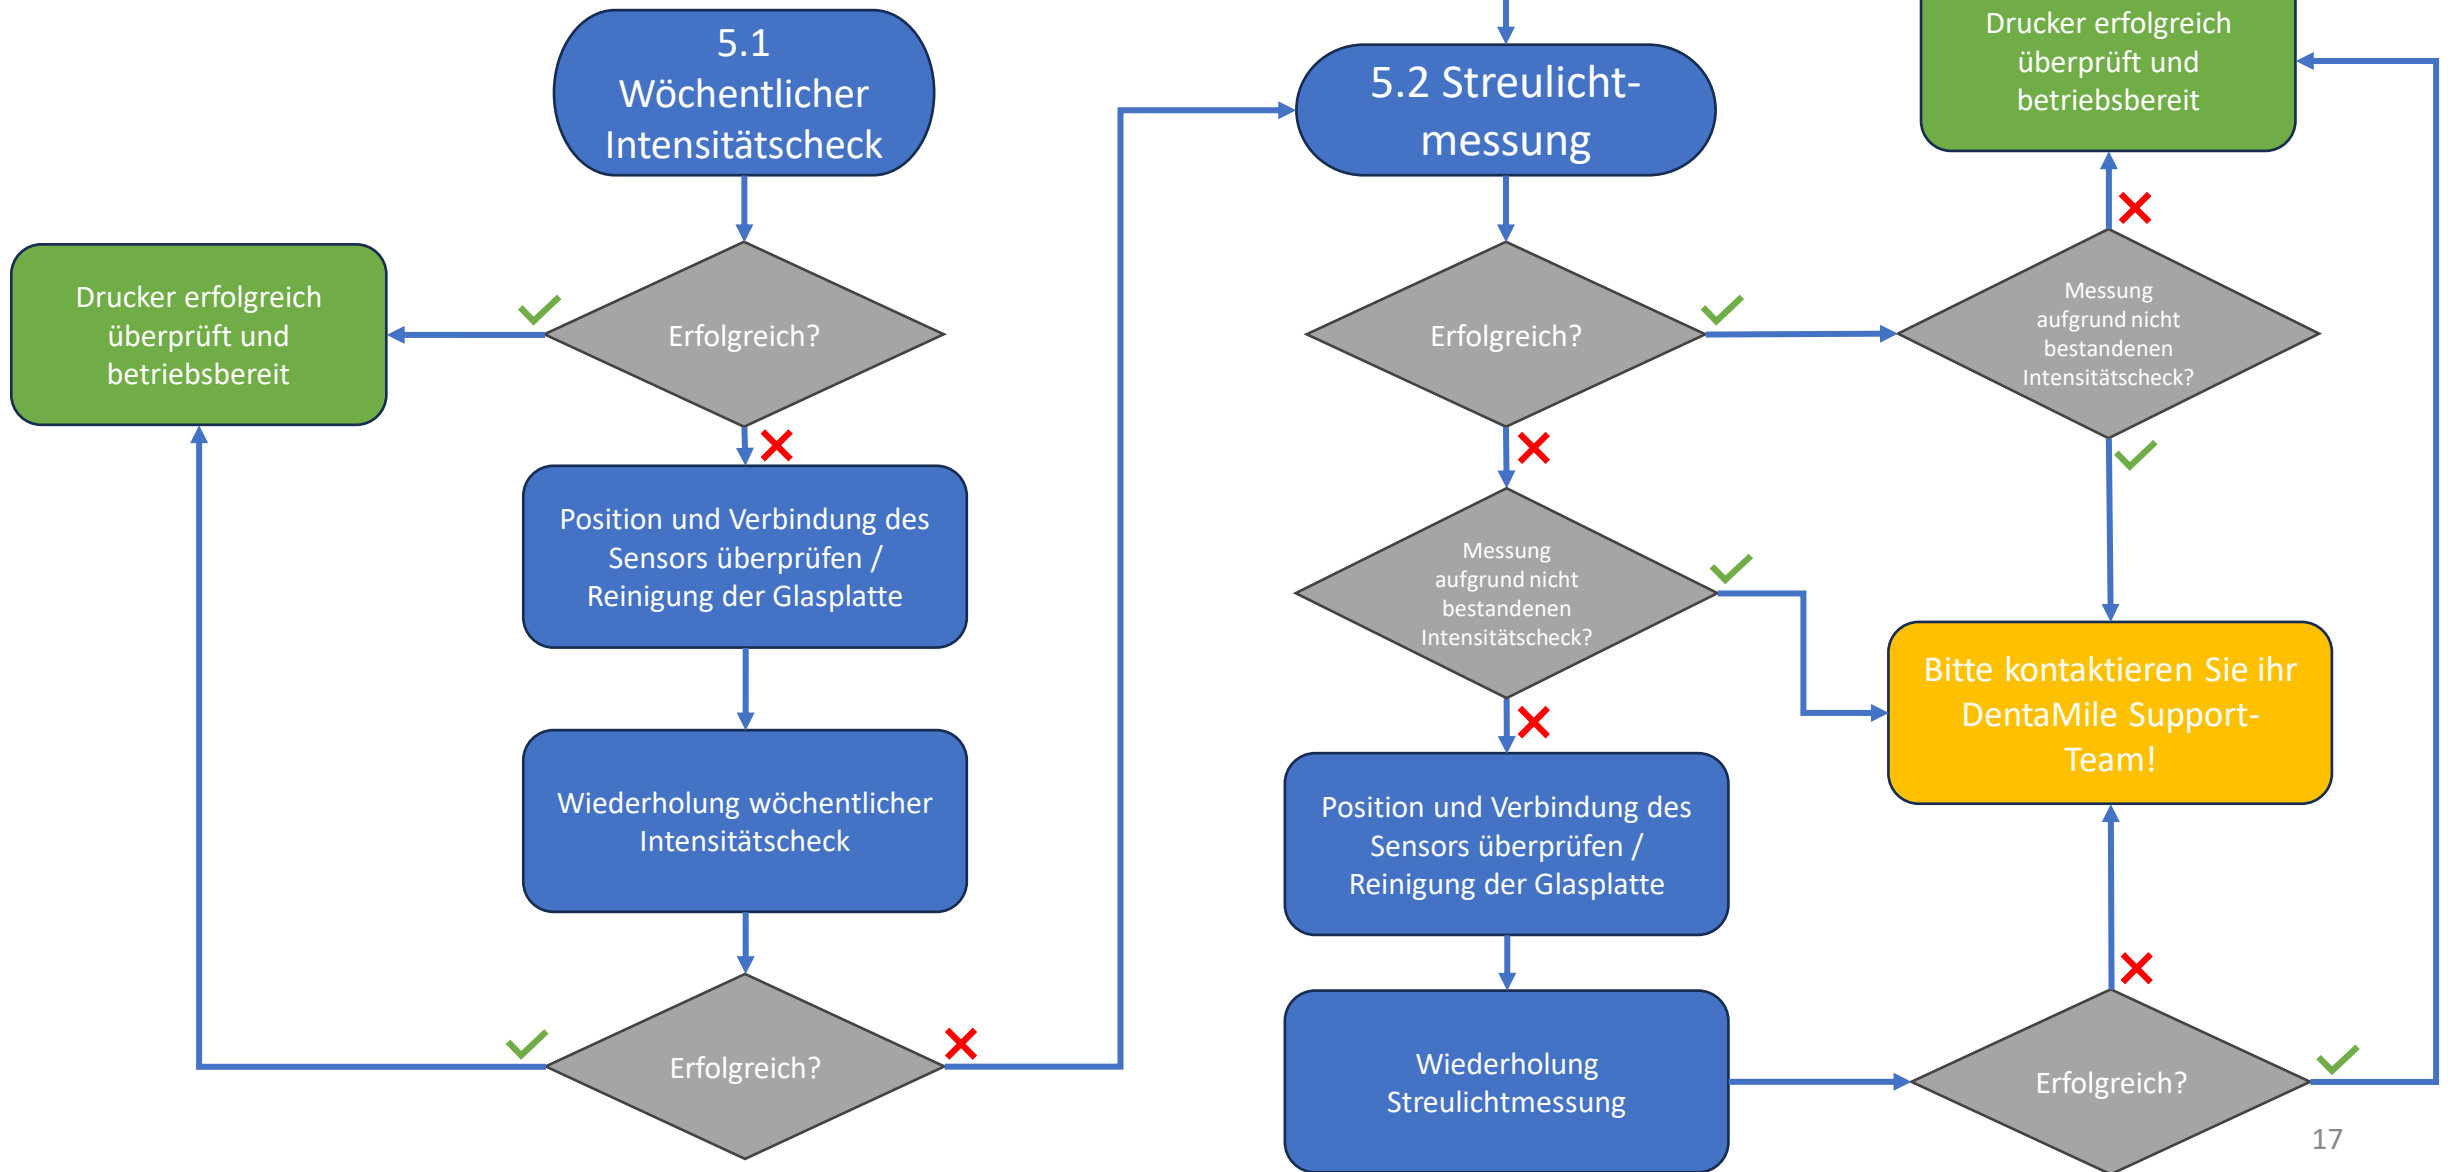 5.1
Wöchentlicher
Intensitätscheck
Erfolgreich?
Drucker erfolgreich
überprüft und
betriebsbereit
Position und Verbindung des
Sensors überprüfen /
Reinigung der Glasplatte
Wiederholung wöchentlicher
Intensitätscheck
Erfolgreich?
5.2 Streulicht-
messung
Erfolgreich?
Messung
aufgrund nicht
bestandenen
Intensitätscheck?
Position und Verbindung des
Sensors überprüfen /
Reinigung der Glasplatte
Wiederholung
Streulichtmessung
Drucker erfolgreich
überprüft und
betriebsbereit
Messung
aufgrund nicht
bestandenen
Intensitätscheck?
Bitte kontaktieren Sie ihr
DentaMile Support-
Team!
Erfolgreich?
17